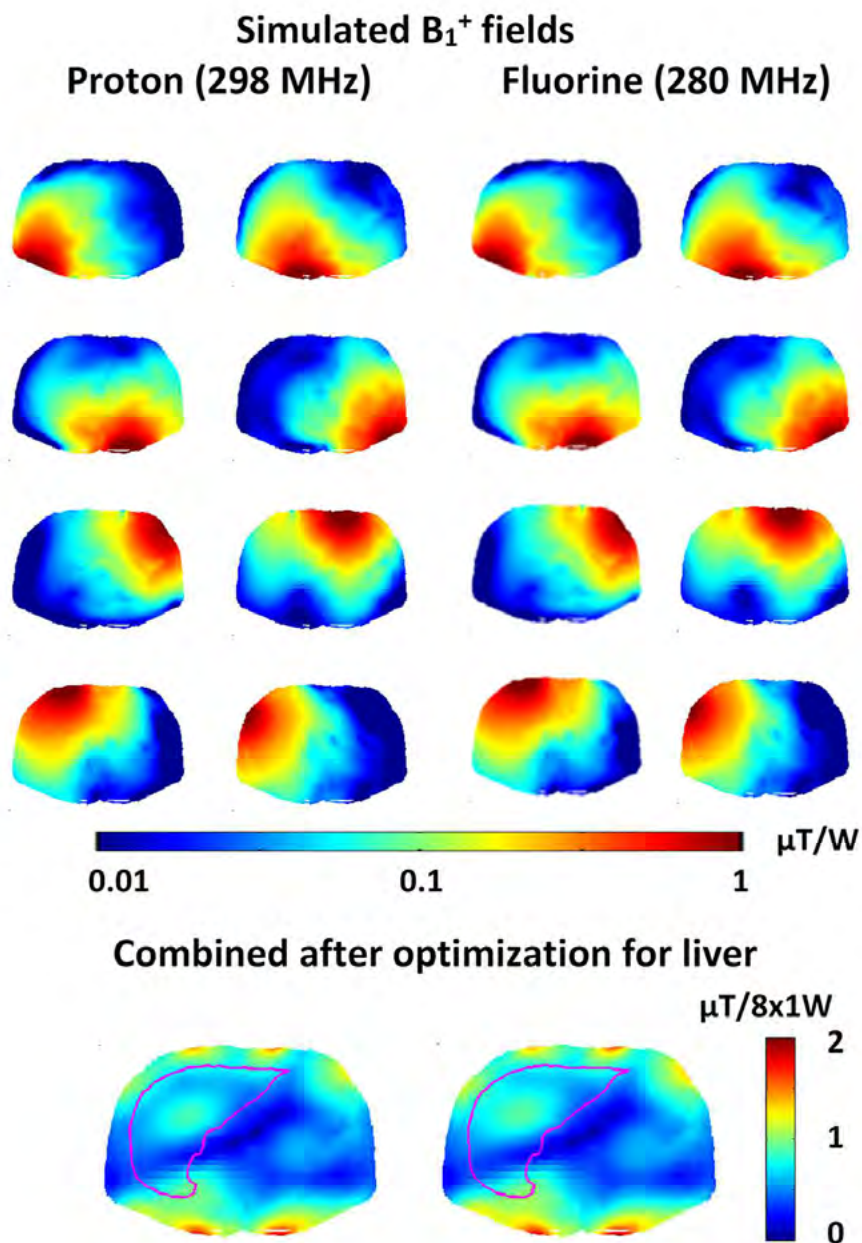 Simulated B₁⁺ fields
Proton (298 MHz) Fluorine (280 MHz)
μT/W
0.01 0.1 1
Combined after optimization for liver
μT/8x1W
2
1
0